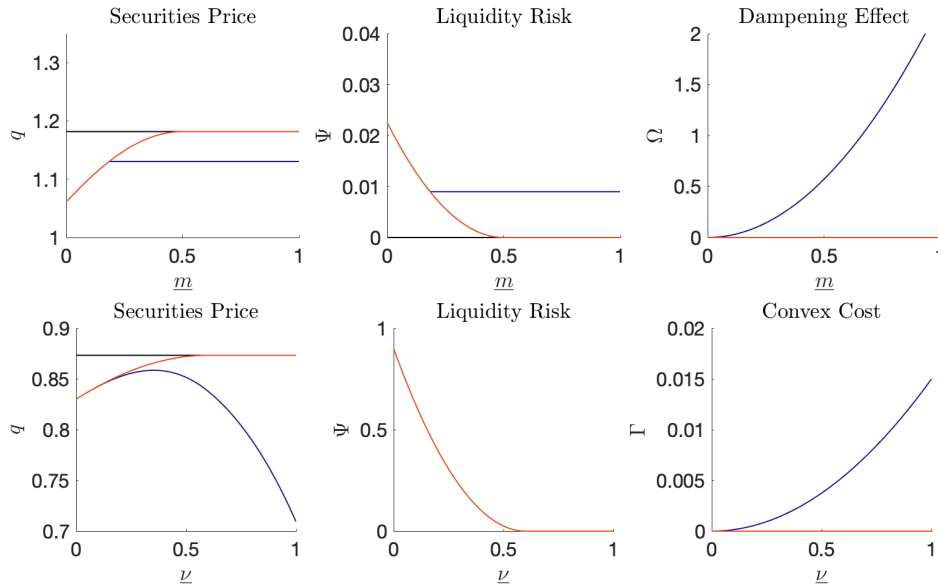 Securities Price
1.3
1.2
1.1
1
q
0
0.5
1
m
Liquidity Risk
0.04
0.03
0.02
0.01
0
Ψ
0
0.5
1
m
Dampening Effect
2
1.5
1
0.5
0
Ω
0
0.5
1
m
Securities Price
0.9
0.85
0.8
0.75
0.7
q
0
0.5
1
ν
Liquidity Risk
1
0.5
0
Ψ
0
0.5
1
ν
Convex Cost
0.02
0.015
0.01
0.005
0
Γ
0
0.5
1
ν